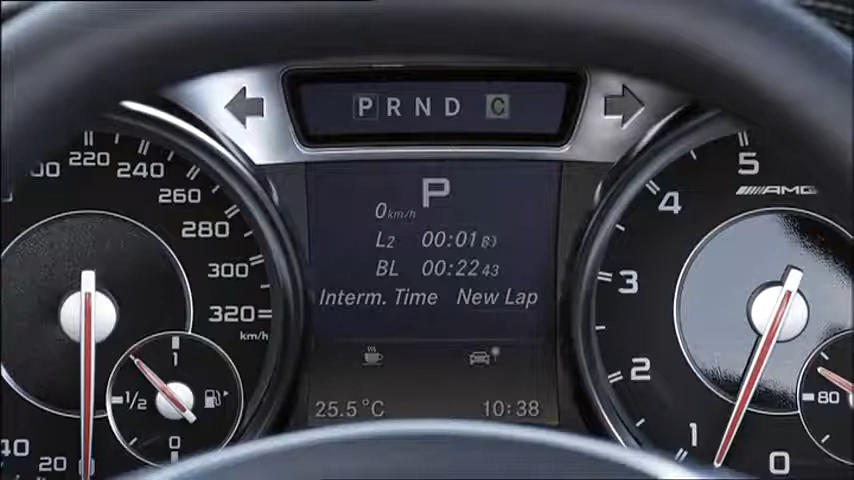 P R N D C
P
0 km/h
L2 00:01
BL 00:22 43
Interm. Time New Lap
25.5°C 10:38
220
240
260
280
300
320
km/h
1
1/2
0
20
5
AMG
4
3
2
1
0
80